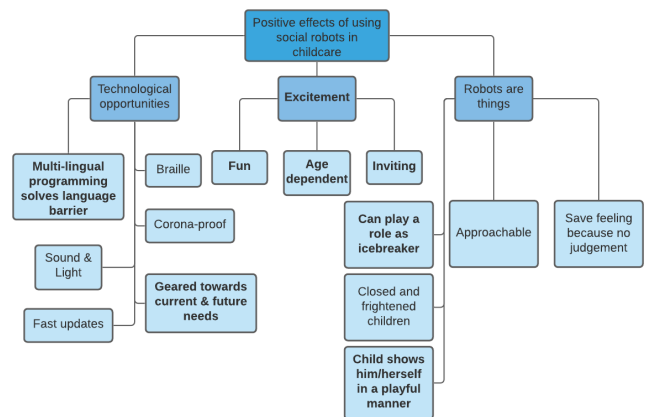 Positive effects of using
social robots in
childcare
Technological
opportunities
Excitement
Robots are
things
Multi-lingual
programming
solves language
barrier
Braille
Corona-proof
Sound &
Light
Geared towards
current & future
needs
Fast updates
Fun
Age
dependent
Inviting
Can play a
role as
icebreaker
Approachable
Save feeling
because no
judgement
Closed and
frightened
children
Child shows
him/herself
in a playful
manner